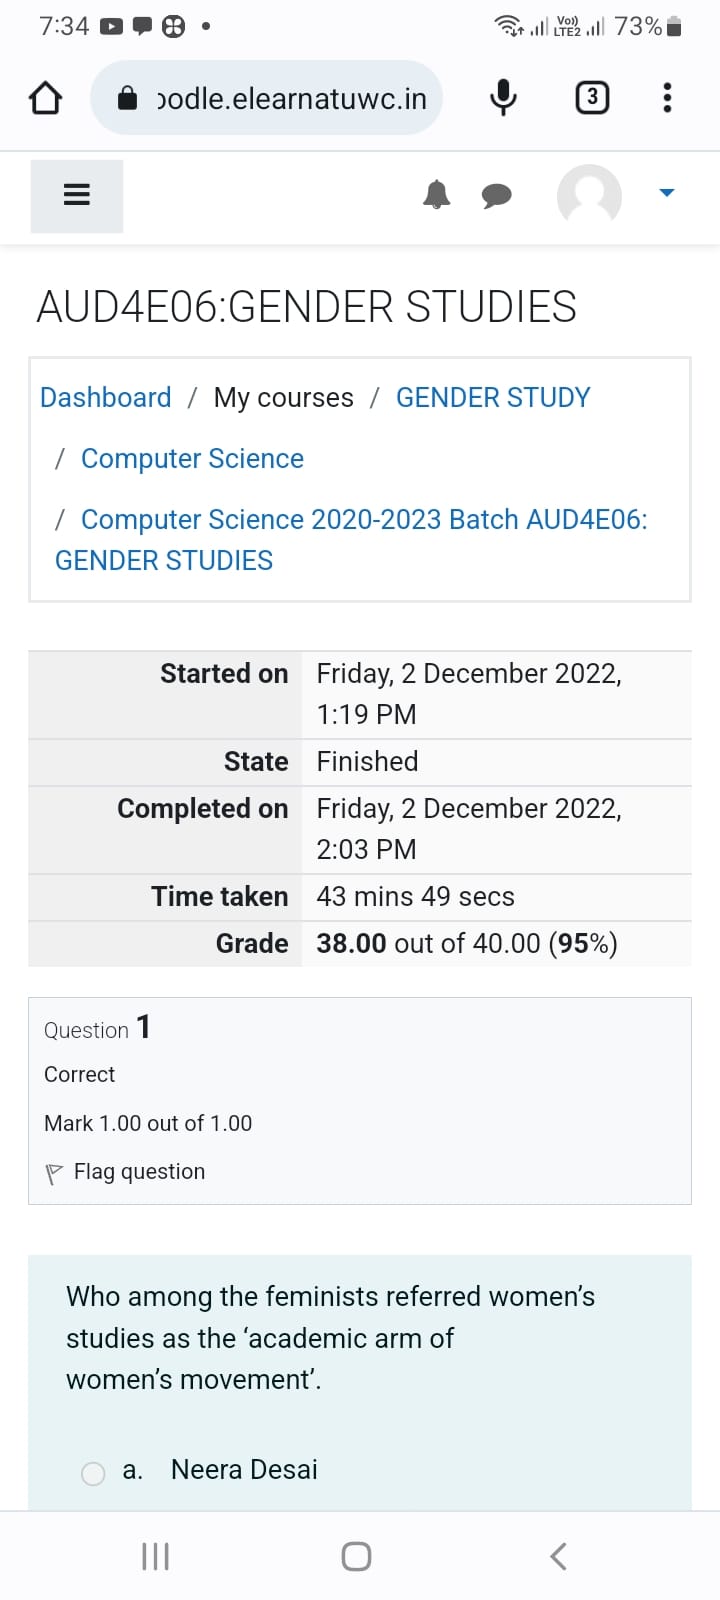 7:34 Vo)) LTE2 73%
oodle.elearnatuwc.in 3
AUD4E06:GENDER STUDIES
Dashboard / My courses / GENDER STUDY
/ Computer Science
/ Computer Science 2020-2023 Batch AUD4E06:
GENDER STUDIES
Started on Friday, 2 December 2022,
1:19 PM
State Finished
Completed on Friday, 2 December 2022,
2:03 PM
Time taken 43 mins 49 secs
Grade 38.00 out of 40.00 (95%)
Question 1
Correct
Mark 1.00 out of 1.00
Flag question
Who among the feminists referred women’s
studies as the ‘academic arm of
women’s movement’.
a. Neera Desai